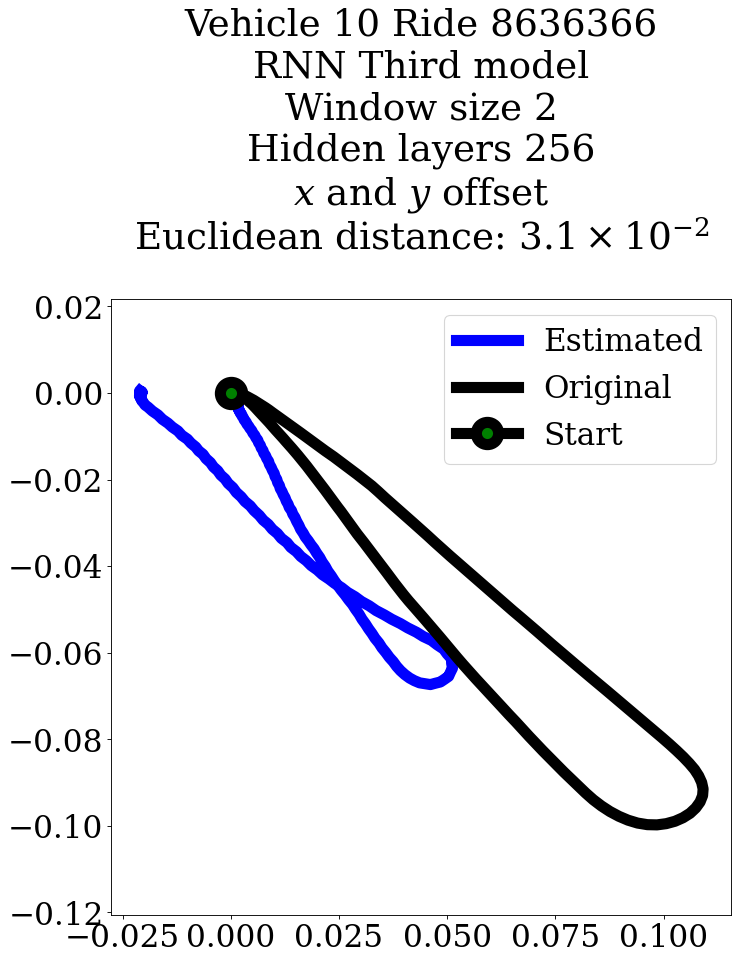 Vehicle 10 Ride 8636366
RNN Third model
Window size 2
Hidden layers 256
x and y offset
Euclidean distance: 3.1 × 10⁻²
Estimated
Original
Start
0.02
0.00
−0.02
−0.04
−0.06
−0.08
−0.10
−0.12
−0.025 0.000 0.025 0.050 0.075 0.100